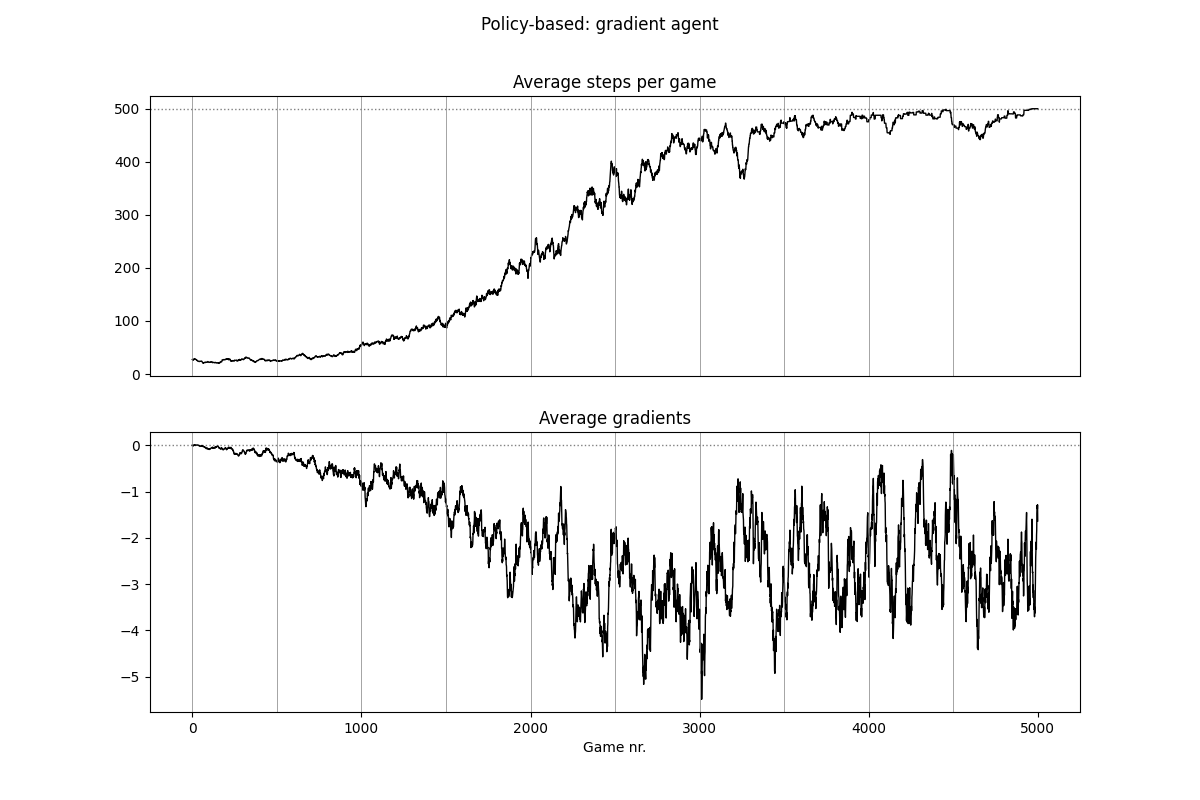 Policy-based: gradient agent
Average steps per game
500
400
300
200
100
0
Average gradients
0
−1
−2
−3
−4
−5
0 1000 2000 3000 4000 5000
Game nr.